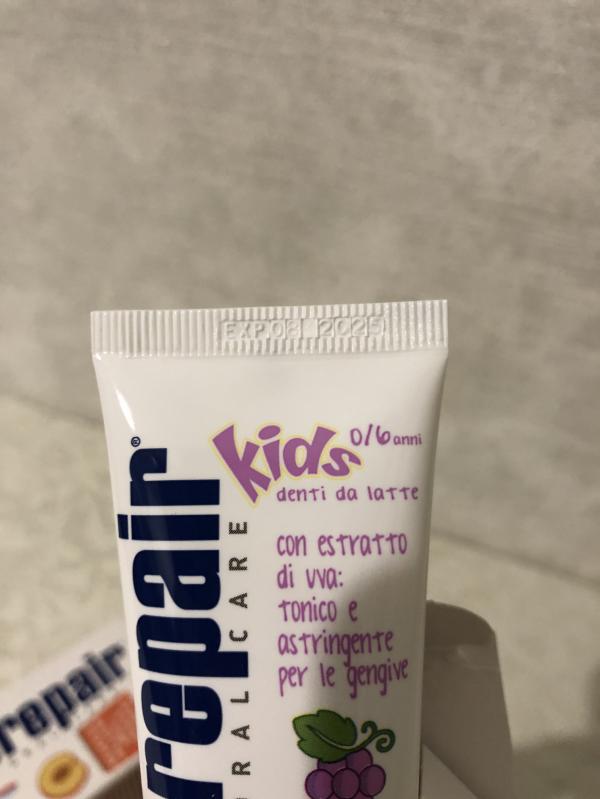 EXP.08 2025
kids 0/6 anni
denti da latte
con estratto
di uva:
tonico e
astringente
per le gengive
repair®
ORAL CARE
repair